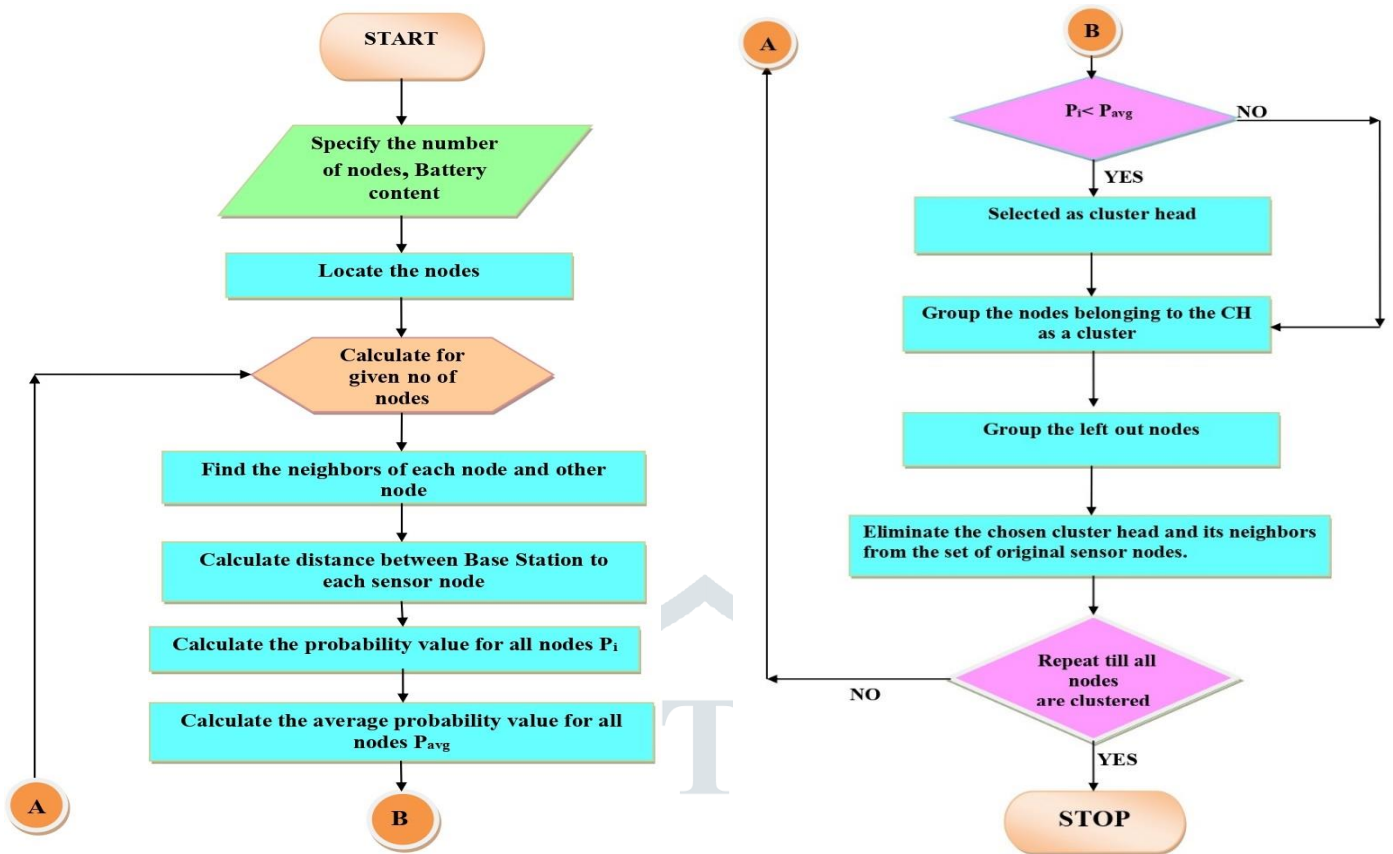 START
Specify the number
of nodes, Battery
content
Locate the nodes
Calculate for
given no of
nodes
Find the neighbors of each node and other
node
Calculate distance between Base Station to
each sensor node
Calculate the probability value for all nodes Pi
Calculate the average probability value for all
nodes Pavg
A
B
A
B
Pi< Pavg
NO
YES
Selected as cluster head
Group the nodes belonging to the CH
as a cluster
Group the left out nodes
Eliminate the chosen cluster head and its neighbors
from the set of original sensor nodes.
Repeat till all
nodes
are clustered
NO
YES
STOP
T